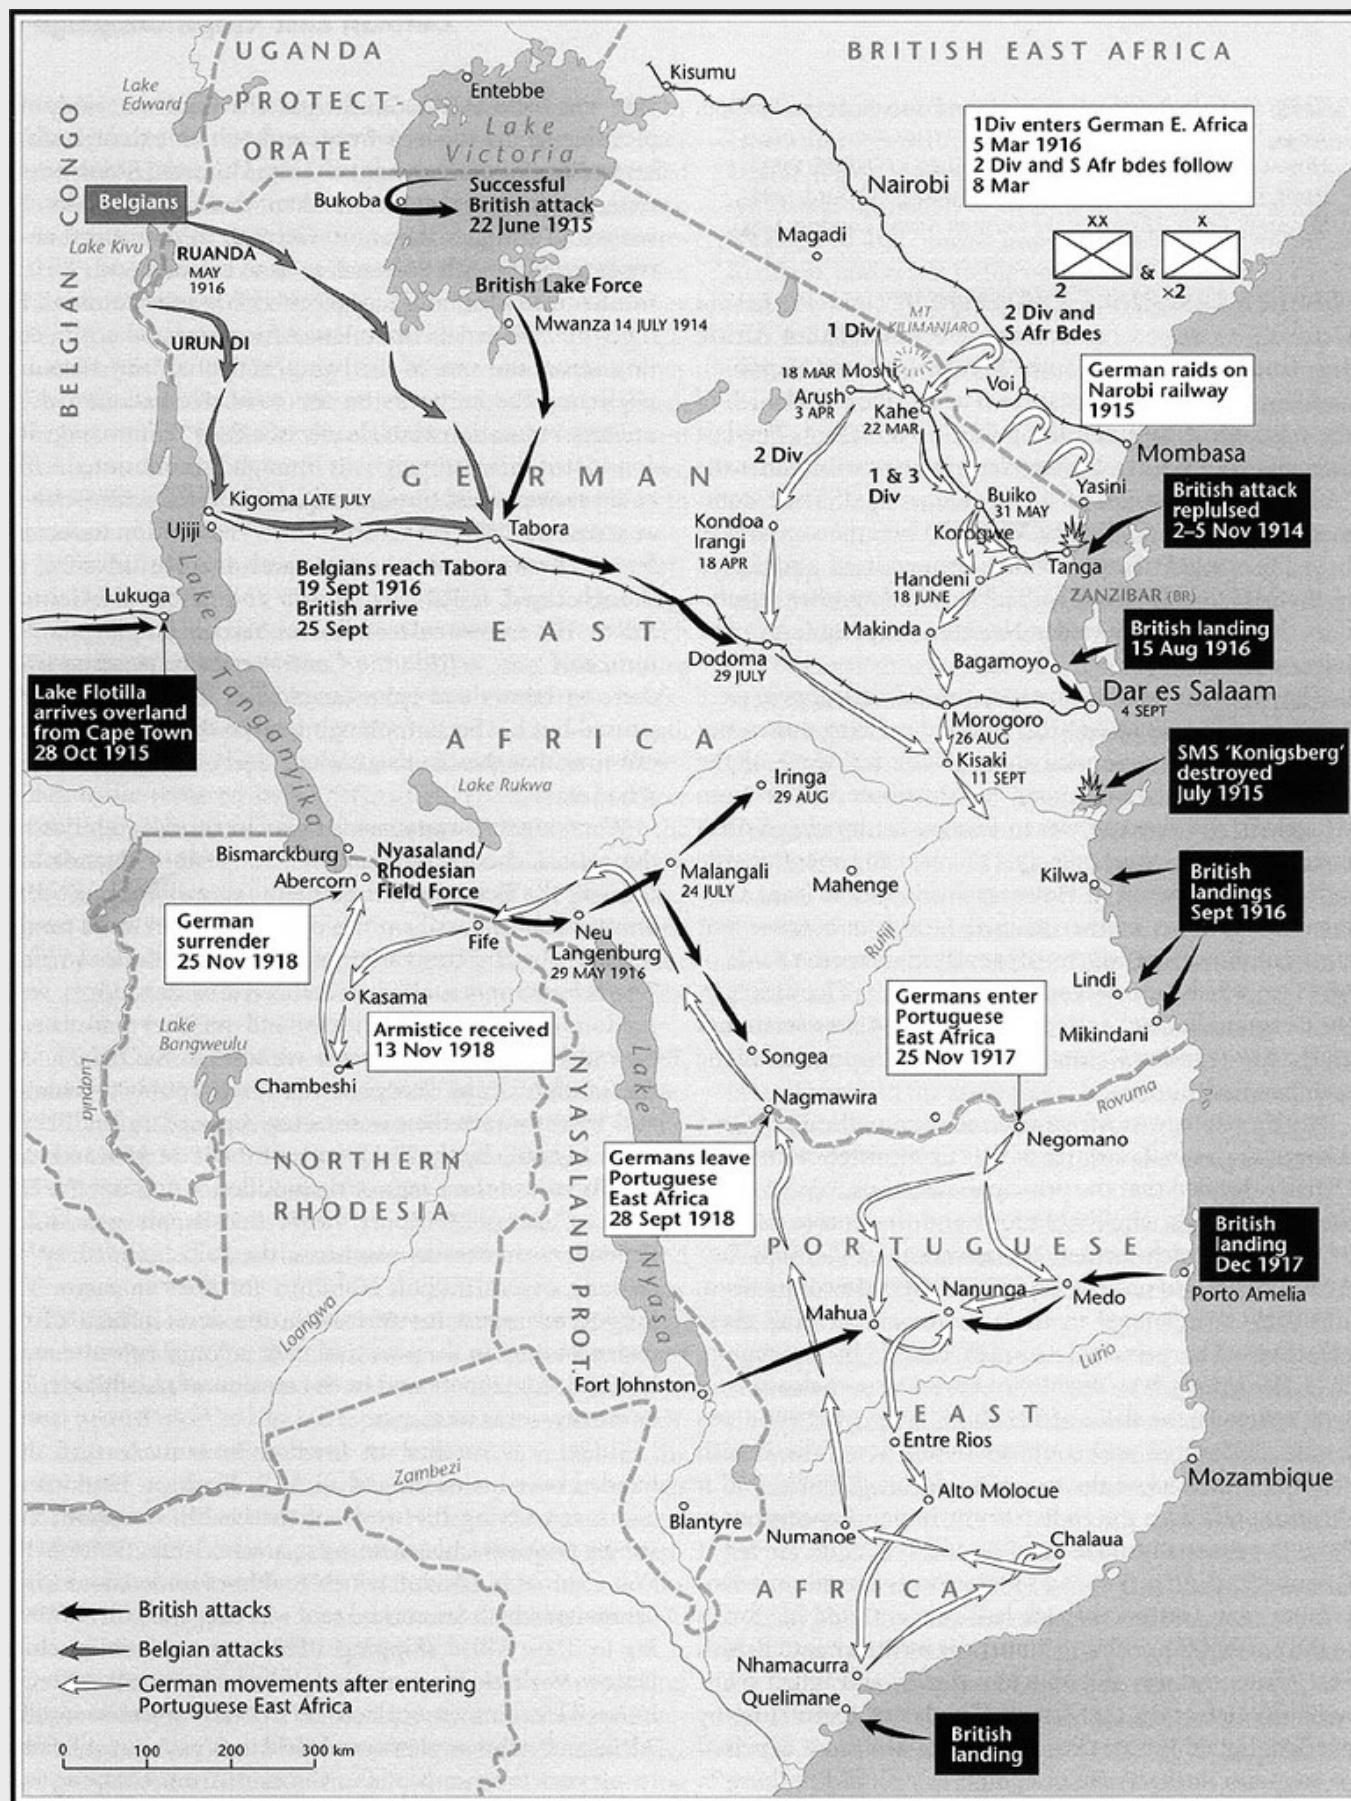 UGANDA
PROTECT-
ORATE
BRITISH EAST AFRICA
BELGIAN CONGO
Lake
Edward
Entebbe
Lake
Victoria
Kisumu
1Div enters German E. Africa
5 Mar 1916
2 Div and S Afr bdes follow
8 Mar
Nairobi
Belgians
Bukoba
Successful
British attack
22 June 1915
Magadi
XX
X
&
2
×2
Lake Kivu
RUANDA
MAY
1916
British Lake Force
Mwanza 14 JULY 1914
URUNDI
MT
KILIMANJARO
1 Div
2 Div and
S Afr Bdes
18 MAR Moshi
Voi
German raids on
Narobi railway
1915
Arush
3 APR
Kahe
22 MAR
Mombasa
2 Div
1 & 3
Div
Yasini
British attack
replulsed
2–5 Nov 1914
GERMAN
Kigoma LATE JULY
Ujiji
Tabora
Buiko
31 MAY
Kondoa
Irangi
18 APR
Korogwe
Tanga
Handeni
18 JUNE
Belgians reach Tabora
19 Sept 1916
British arrive
25 Sept
ZANZIBAR (BR)
Lukuga
Lake Tanganyika
EAST
Makinda
British landing
15 Aug 1916
Dodoma
29 JULY
Bagamoyo
Dar es Salaam
4 SEPT
Lake Flotilla
arrives overland
from Cape Town
28 Oct 1915
AFRICA
Morogoro
26 AUG
Kisaki
11 SEPT
SMS ‘Konigsberg’
destroyed
July 1915
Lake Rukwa
Iringa
29 AUG
Bismarckburg
Abercorn
Nyasaland/
Rhodesian
Field Force
Malangali
24 JULY
Mahenge
Kilwa
British
landings
Sept 1916
German
surrender
25 Nov 1918
Fife
Neu
Langenburg
29 MAY 1916
Rufiji
Lindi
Kasama
Lake
Bangweulu
Armistice received
13 Nov 1918
Germans enter
Portuguese
East Africa
25 Nov 1917
Mikindani
Chambeshi
Luapula
Songea
Nagmawira
Rovuma
Negomano
Lake Nyasa
NYASALAND PROT.
NORTHERN
RHODESIA
Germans leave
Portuguese
East Africa
28 Sept 1918
British
landing
Dec 1917
PORTUGUESE
Nanunga
Medo
Porto Amelia
Mahua
Loangwa
Lurio
Fort Johnston
EAST
Entre Rios
Zambezi
Mozambique
Alto Molocue
Blantyre
Numanoe
Chalaua
AFRICA
British attacks
Belgian attacks
German movements after entering
Portuguese East Africa
Nhamacurra
Quelimane
British
landing
0 100 200 300 km